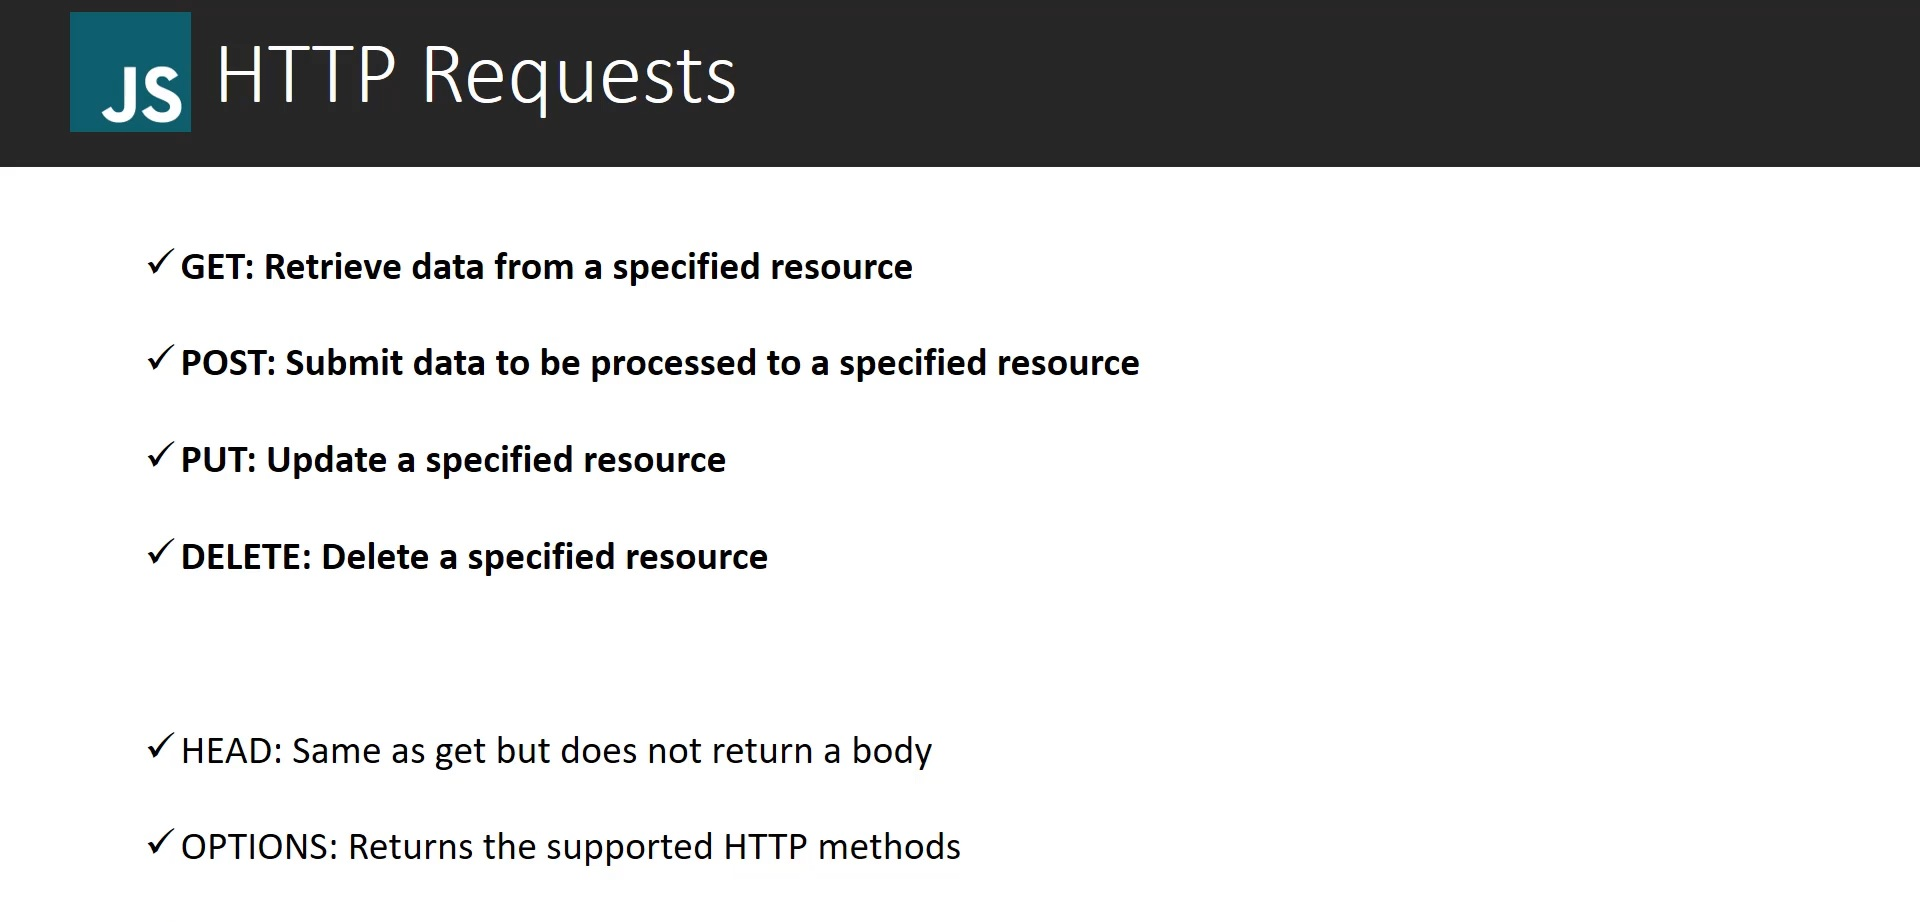 JS
HTTP Requests
✓ GET: Retrieve data from a specified resource
✓ POST: Submit data to be processed to a specified resource
✓ PUT: Update a specified resource
✓ DELETE: Delete a specified resource
✓ HEAD: Same as get but does not return a body
✓ OPTIONS: Returns the supported HTTP methods